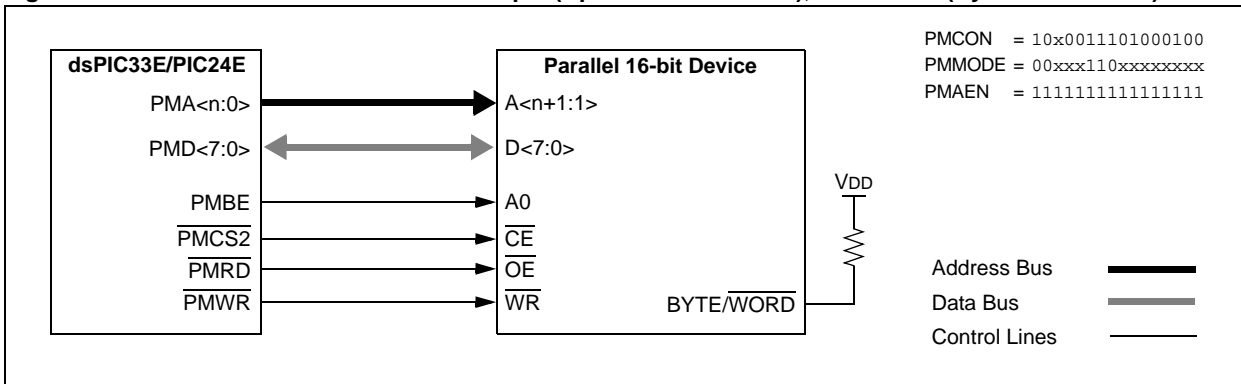 dsPIC33E/PIC24E
PMA<n:0>
PMD<7:0>
PMBE
PMCS2
PMRD
PMWR
Parallel 16-bit Device
A<n+1:1>
D<7:0>
A0
CE
OE
WR
BYTE/WORD
VDD
PMCON = 10x0011101000100
PMMODE = 00xxx110xxxxxxxx
PMAEN = 1111111111111111
Address Bus
Data Bus
Control Lines